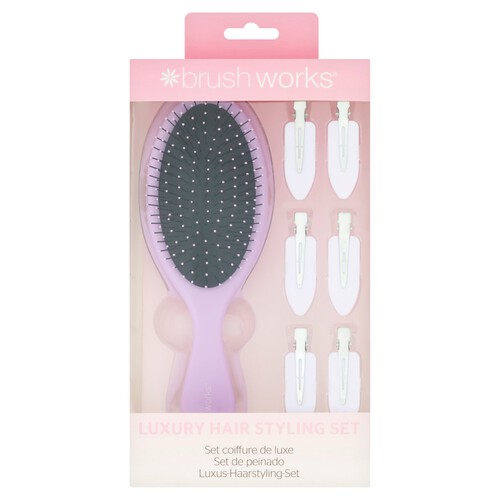 brushworks®
LUXURY HAIR STYLING SET
Set coiffure de luxe
Set de peinado
Luxus-Haarstyling-Set